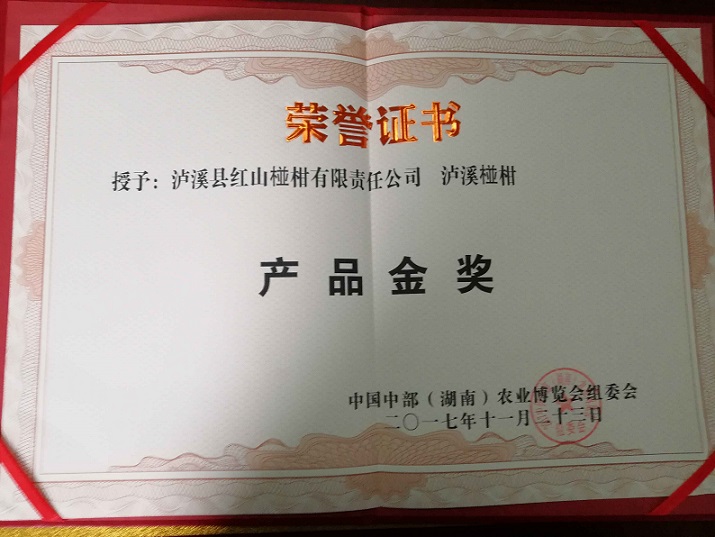 荣誉证书
授予：泸溪县红山椪柑有限责任公司　泸溪椪柑
产品金奖
中国中部（湖南）农业博览会组委会
二〇一七年十一月二十三日